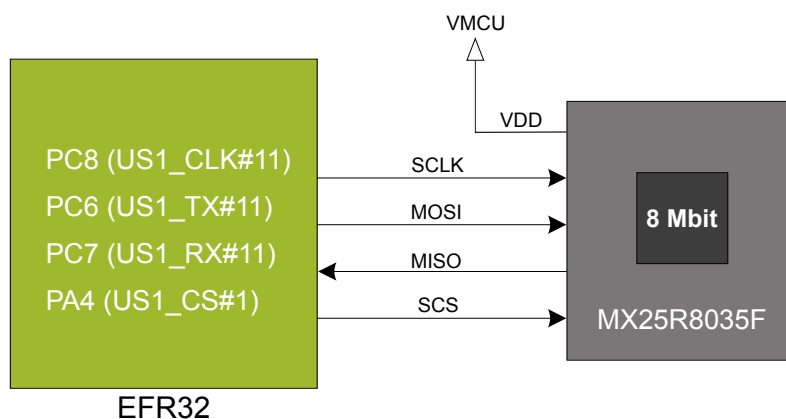 VMCU
VDD
PC8 (US1_CLK#11)
SCLK
PC6 (US1_TX#11)
MOSI
8 Mbit
PC7 (US1_RX#11)
MISO
PA4 (US1_CS#1)
SCS
MX25R8035F
EFR32